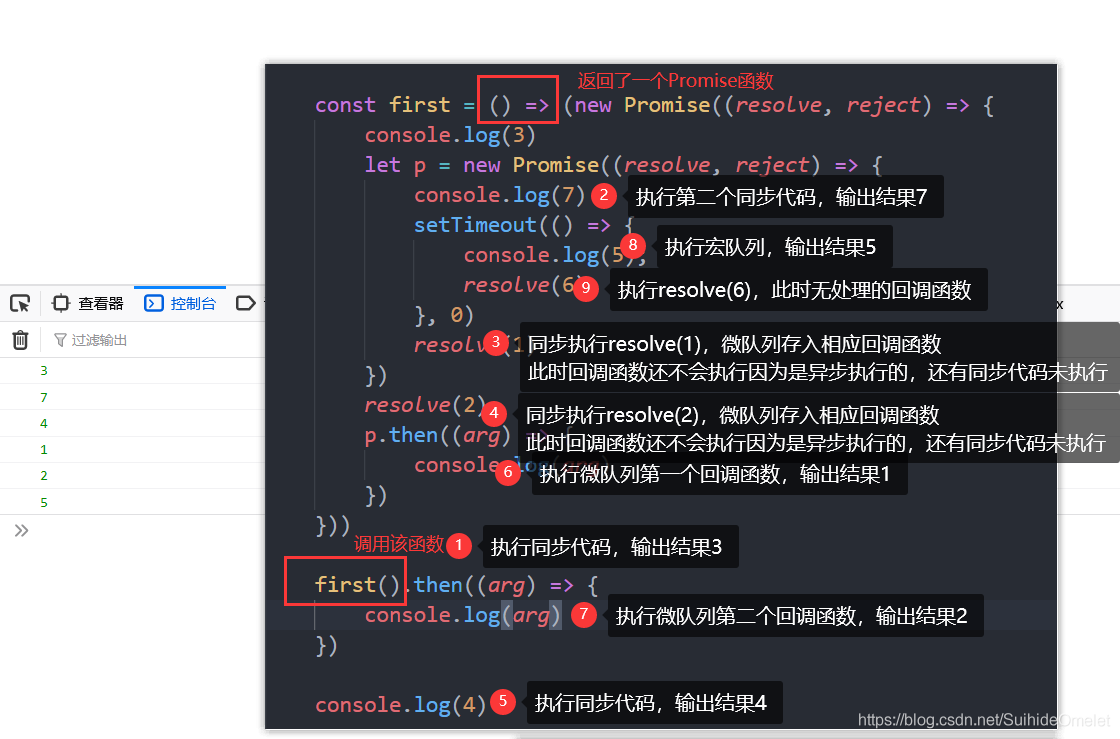 返回了一个Promise函数
const first = () => (new Promise((resolve, reject) => {
console.log(3)
let p = new Promise((resolve, reject) => {
console.log(7) 2 执行第二个同步代码，输出结果7
setTimeout(() => {
console.log(5); 8 执行宏队列，输出结果5
resolve(6 9 执行resolve(6)，此时无处理的回调函数
}, 0)
resolv 3 同步执行resolve(1)，微队列存入相应回调函数
此时回调函数还不会执行因为是异步执行的，还有同步代码未执行
})
resolve(2) 4 同步执行resolve(2)，微队列存入相应回调函数
p.then((arg) => {
此时回调函数还不会执行因为是异步执行的，还有同步代码未执行
console.log 6 执行微队列第一个回调函数，输出结果1
})
}))
调用该函数 1 执行同步代码，输出结果3
first().then((arg) => {
console.log(arg) 7 执行微队列第二个回调函数，输出结果2
})
console.log(4) 5 执行同步代码，输出结果4
查看器 控制台
过滤输出
3
7
4
1
2
5
https://blog.csdn.net/SuihideOmelet